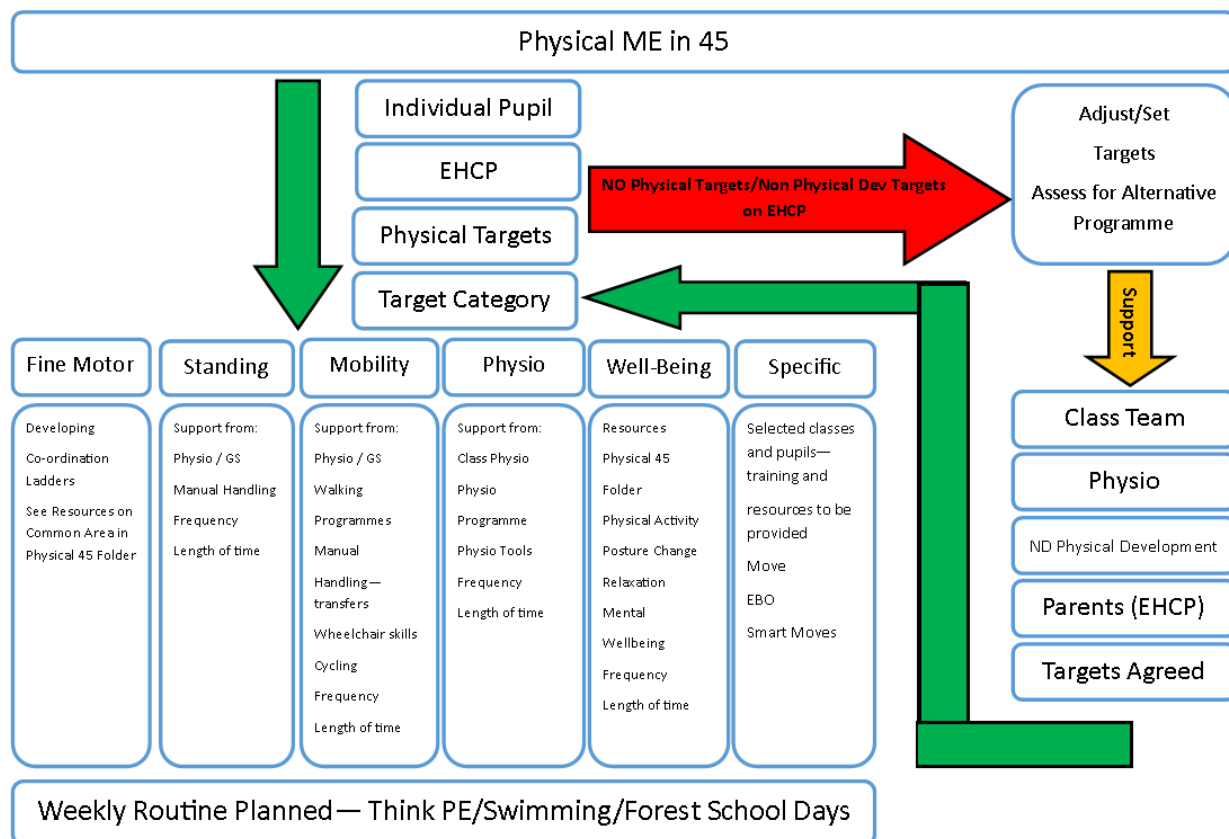 Physical ME in 45
Individual Pupil
EHCP
Physical Targets
Target Category
NO Physical Targets/Non Physical Dev Targets
on EHCP
Adjust/Set
Targets
Assess for Alternative
Programme
Support
Class Team
Physio
ND Physical Development
Parents (EHCP)
Targets Agreed
Fine Motor
Developing
Co-ordination
Ladders
See Resources on
Common Area in
Physical 45 Folder
Standing
Support from:
Physio / GS
Manual Handling
Frequency
Length of time
Mobility
Support from:
Physio / GS
Walking
Programmes
Manual
Handling—
transfers
Wheelchair skills
Cycling
Frequency
Length of time
Physio
Support from:
Class Physio
Physio
Programme
Physio Tools
Frequency
Length of time
Well-Being
Resources
Physical 45
Folder
Physical Activity
Posture Change
Relaxation
Mental
Wellbeing
Frequency
Length of time
Specific
Selected classes
and pupils—
training and
resources to be
provided
Move
EBO
Smart Moves
Weekly Routine Planned— Think PE/Swimming/Forest School Days